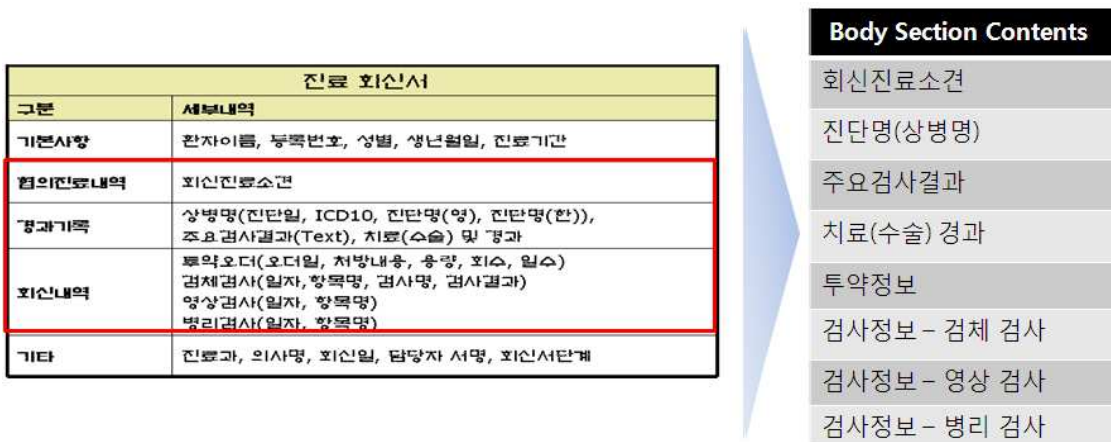 진료 회신서
구분 세부내역
기본사항 환자이름, 등록번호, 성별, 생년월일, 진료기간
협의진료내역 회신진료소견
경과기록 상병명(진단일, ICD10, 진단명(영), 진단명(한)),
주요검사결과(Text), 치료(수술) 및 경과
회신내역 투약오더(오더일, 처방내용, 용량, 회수, 일수)
검체검사(일자,항목명, 검사명, 검사결과)
영상검사(일자, 항목명)
병리검사(일자, 항목명)
기타 진료과, 의사명, 회신일, 담당자 서명, 회신서단계
Body Section Contents
회신진료소견
진단명(상병명)
주요검사결과
치료(수술) 경과
투약정보
검사정보 – 검체 검사
검사정보 – 영상 검사
검사정보 – 병리 검사